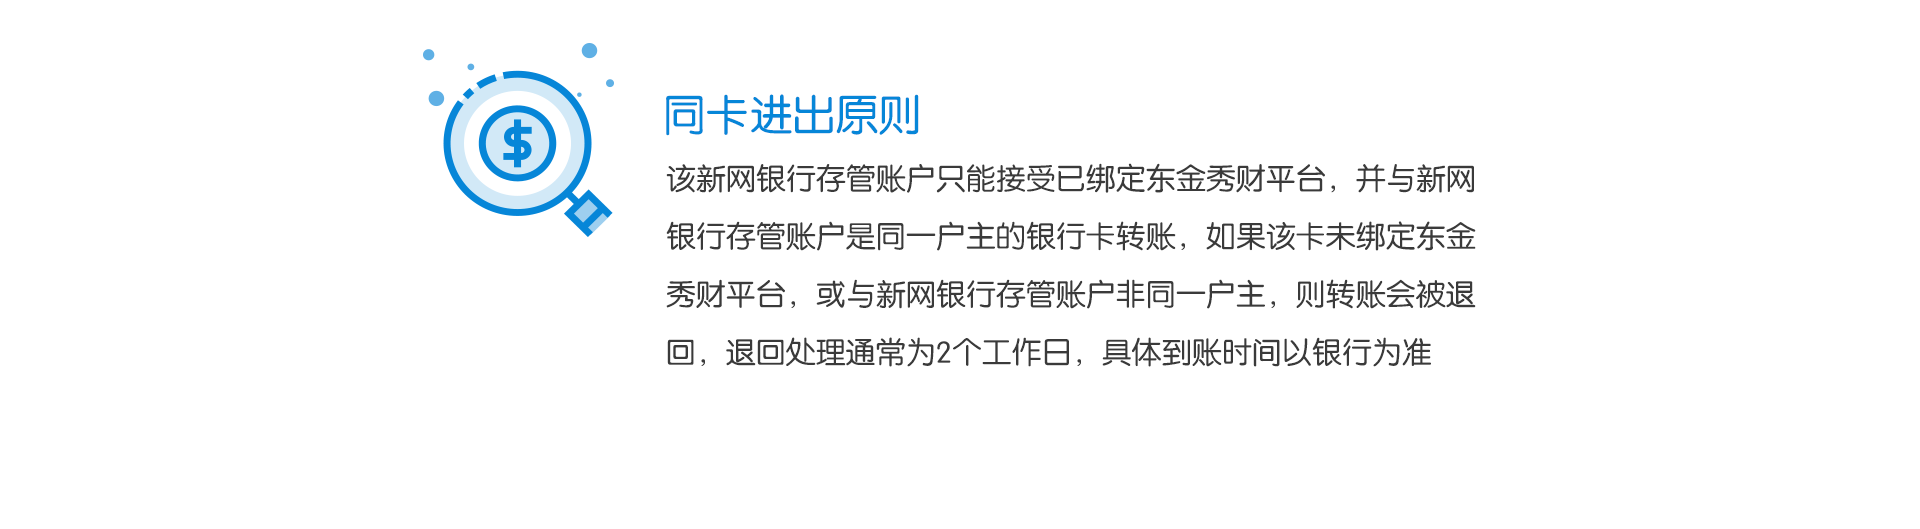 $
同卡进出原则
该新网银行存管账户只能接受已绑定东金秀财平台，并与新网
银行存管账户是同一户主的银行卡转账，如果该卡未绑定东金
秀财平台，或与新网银行存管账户非同一户主，则转账会被退
回，退回处理通常为2个工作日，具体到账时间以银行为准